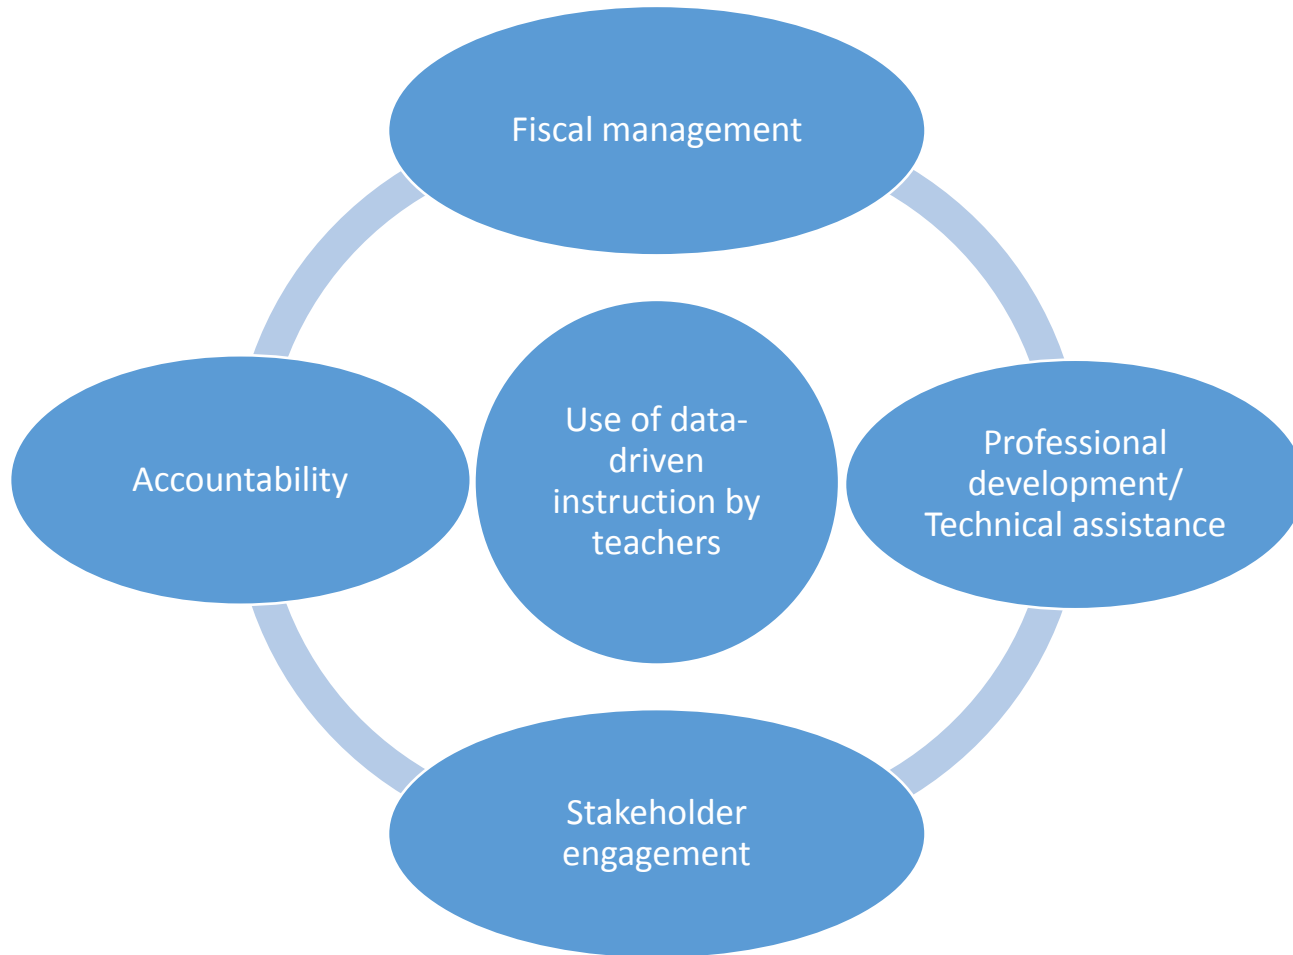 Fiscal management
Accountability
Use of data-
driven
instruction by
teachers
Professional
development/
Technical assistance
Stakeholder
engagement